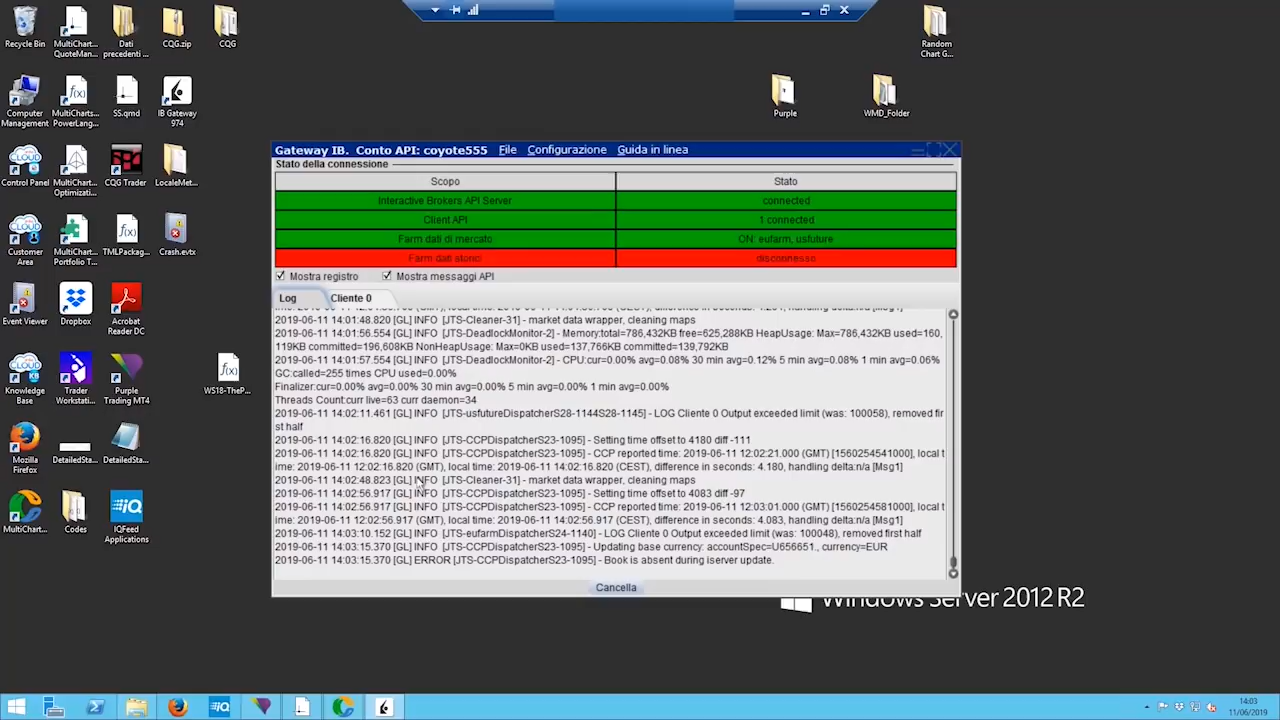 Recycle Bin
MultiChart...
QuoteMan...
Dati
precedenti ...
CQG.zip
CQG
Random
Chart G...
Computer
Management
MultiCharts...
PowerLang...
SS.qmd
IB Gateway
974
Purple
WMD_Folder
Control Panel
MultiChart...
Optimizati...
CQG Trader
LocaleMet...
Customer
Area
MultiChart...
Portfolio T...
TMLPackag...
Crash.evtx
Event Viewer
Dropbox
Acrobat
Reader DC
Knowledge
Base
Trader
Workstation
Purple
Trading MT4
WS18-TheP...
Mozilla
Firefox
DetailedSta...
DetailedSta...
MultiChart...
Codes
IQFeed
Applications
Gateway IB. Conto API: coyote555 File Configurazione Guida in linea
Stato della connessione
Scopo Stato
Interactive Brokers API Server connected
Client API 1 connected
Farm dati di mercato ON: eufarm, usfuture
Farm dati storici disconnesso
Mostra registro Mostra messaggi API
Log Cliente 0
2019-06-11 14:01:48.820 [GL] INFO [JTS-Cleaner-31] - market data wrapper, cleaning maps
2019-06-11 14:01:56.554 [GL] INFO [JTS-DeadlockMonitor-2] - Memory:total=786,432KB free=625,288KB HeapUsage: Max=786,432KB used=160,
119KB committed=196,608KB NonHeapUsage: Max=0KB used=137,766KB committed=139,792KB
2019-06-11 14:01:57.554 [GL] INFO [JTS-DeadlockMonitor-2] - CPU:cur=0.00% avg=0.08% 30 min avg=0.12% 5 min avg=0.08% 1 min avg=0.06%
GC:called=255 times CPU used=0.00%
Finalizer:cur=0.00% avg=0.00% 30 min avg=0.00% 5 min avg=0.00% 1 min avg=0.00%
Threads Count:curr live=63 curr daemon=34
2019-06-11 14:02:11.461 [GL] INFO [JTS-usfutureDispatcherS28-1144S28-1145] - LOG Cliente 0 Output exceeded limit (was: 100058), removed fir
st half
2019-06-11 14:02:16.820 [GL] INFO [JTS-CCPDispatcherS23-1095] - Setting time offset to 4180 diff -111
2019-06-11 14:02:16.820 [GL] INFO [JTS-CCPDispatcherS23-1095] - CCP reported time: 2019-06-11 12:02:21.000 (GMT) [1560254541000], local t
ime: 2019-06-11 12:02:16.820 (GMT), local time: 2019-06-11 14:02:16.820 (CEST), difference in seconds: 4.180, handling delta:n/a [Msg1]
2019-06-11 14:02:48.823 [GL] INFO [JTS-Cleaner-31] - market data wrapper, cleaning maps
2019-06-11 14:02:56.917 [GL] INFO [JTS-CCPDispatcherS23-1095] - Setting time offset to 4083 diff -97
2019-06-11 14:02:56.917 [GL] INFO [JTS-CCPDispatcherS23-1095] - CCP reported time: 2019-06-11 12:03:01.000 (GMT) [1560254581000], local t
ime: 2019-06-11 12:02:56.917 (GMT), local time: 2019-06-11 14:02:56.917 (CEST), difference in seconds: 4.083, handling delta:n/a [Msg1]
2019-06-11 14:03:10.152 [GL] INFO [JTS-eufarmDispatcherS24-1140] - LOG Cliente 0 Output exceeded limit (was: 100048), removed first half
2019-06-11 14:03:15.370 [GL] INFO [JTS-CCPDispatcherS23-1095] - Updating base currency: accountSpec=U656651., currency=EUR
2019-06-11 14:03:15.370 [GL] ERROR [JTS-CCPDispatcherS23-1095] - Book is absent during iserver update.
Cancella
Windows Server 2012 R2
14:03
11/06/2019